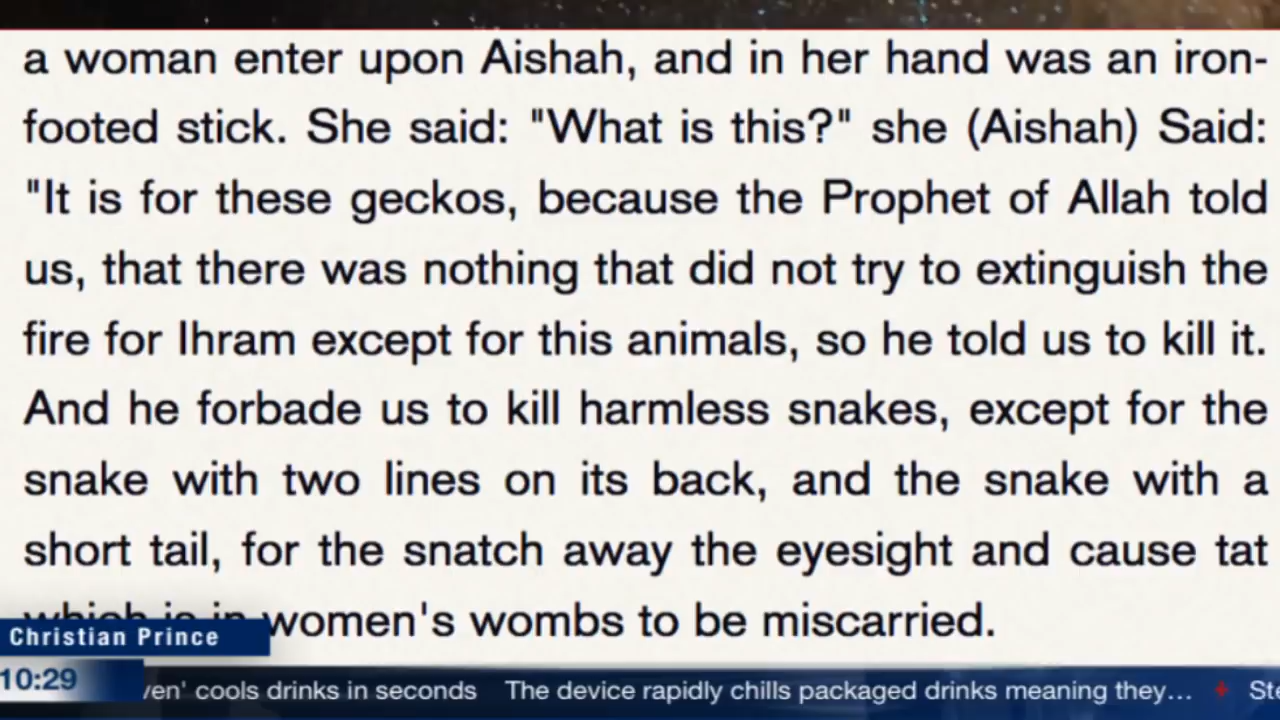 a woman enter upon Aishah, and in her hand was an iron-
footed stick. She said: "What is this?" she (Aishah) Said:
"It is for these geckos, because the Prophet of Allah told
us, that there was nothing that did not try to extinguish the
fire for Ihram except for this animals, so he told us to kill it.
And he forbade us to kill harmless snakes, except for the
snake with two lines on its back, and the snake with a
short tail, for the snatch away the eyesight and cause tat
which is in women's wombs to be miscarried.
Christian Prince
10:29
ven' cools drinks in seconds The device rapidly chills packaged drinks meaning they... Ste